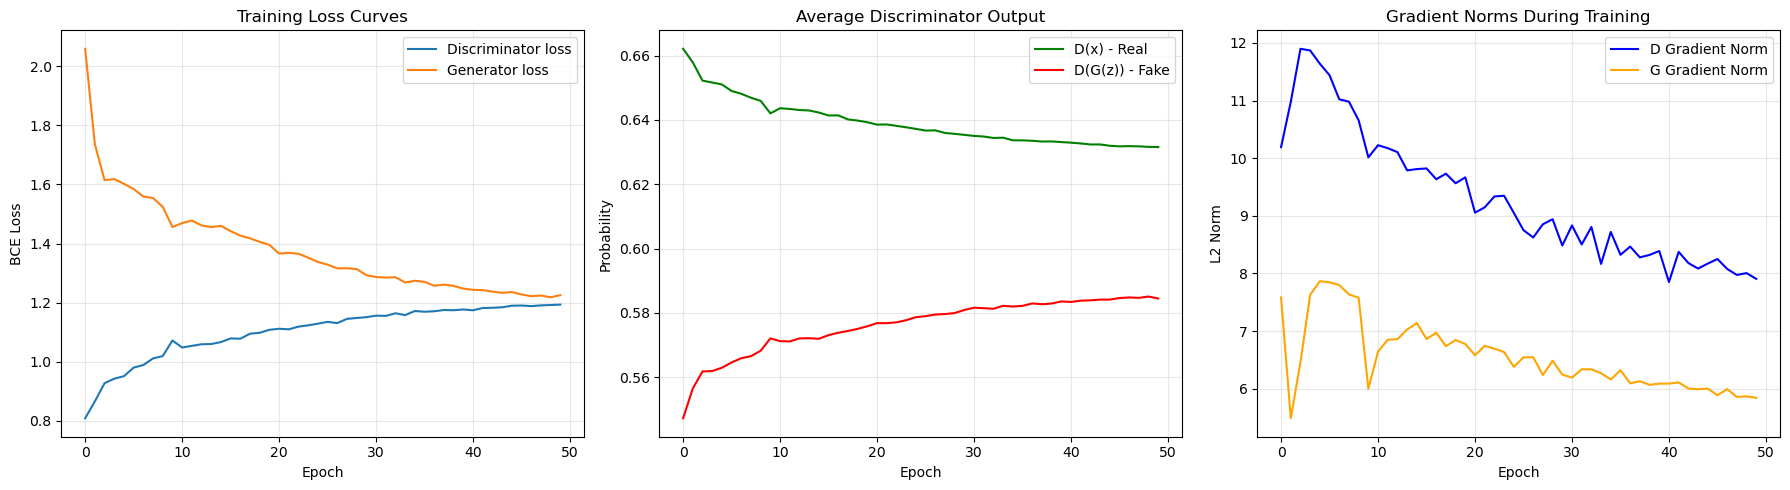 Training Loss Curves
BCE Loss
2.0
1.8
1.6
1.4
1.2
1.0
0.8
0 10 20 30 40 50
Epoch
Discriminator loss
Generator loss
Average Discriminator Output
Probability
0.66
0.64
0.62
0.60
0.58
0.56
0 10 20 30 40 50
Epoch
D(x) - Real
D(G(z)) - Fake
Gradient Norms During Training
L2 Norm
12
11
10
9
8
7
6
0 10 20 30 40 50
Epoch
D Gradient Norm
G Gradient Norm